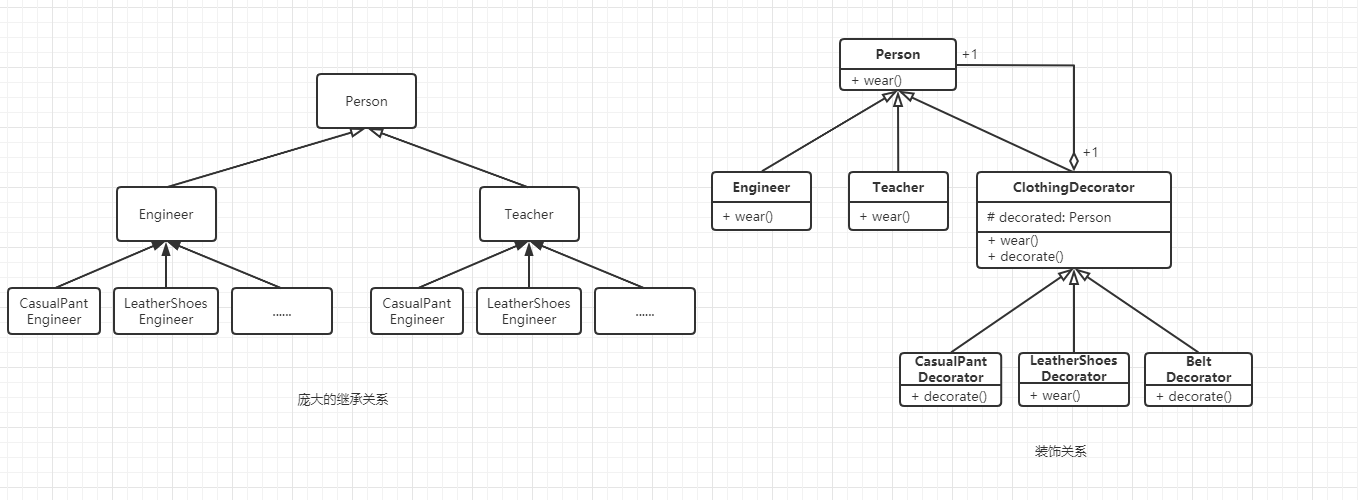 Person
Engineer
Teacher
CasualPant
Engineer
LeatherShoes
Engineer
......
CasualPant
Engineer
LeatherShoes
Engineer
......
庞大的继承关系
Person
+ wear()
+1
+1
Engineer
+ wear()
Teacher
+ wear()
ClothingDecorator
# decorated: Person
+ wear()
+ decorate()
CasualPant
Decorator
+ decorate()
LeatherShoes
Decorator
+ wear()
Belt
Decorator
+ decorate()
装饰关系